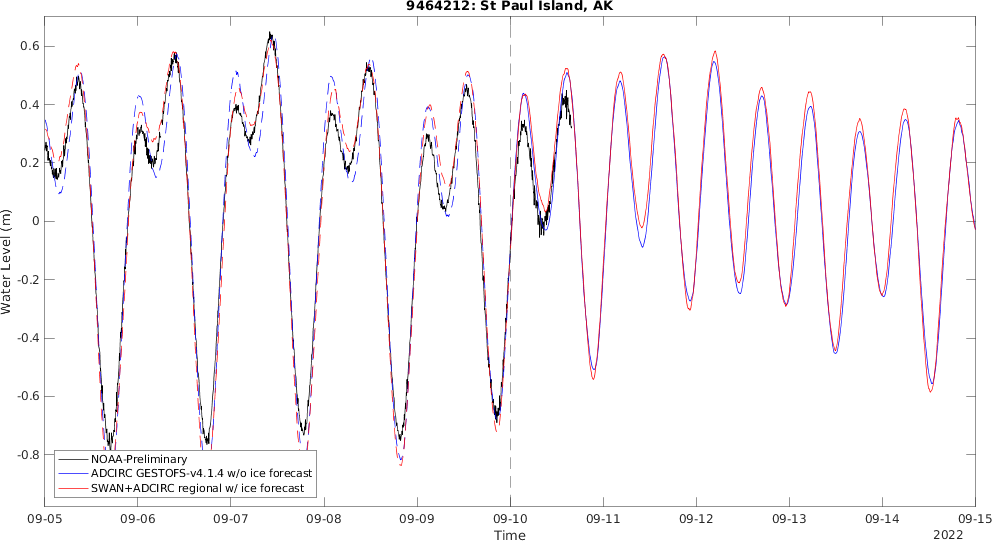 9464212: St Paul Island, AK
Water Level (m)
0.6
0.4
0.2
0
-0.2
-0.4
-0.6
-0.8
NOAA-Preliminary
ADCIRC GESTOFS-v4.1.4 w/o ice forecast
SWAN+ADCIRC regional w/ ice forecast
09-05 09-06 09-07 09-08 09-09 09-10 09-11 09-12 09-13 09-14 09-15
Time
2022